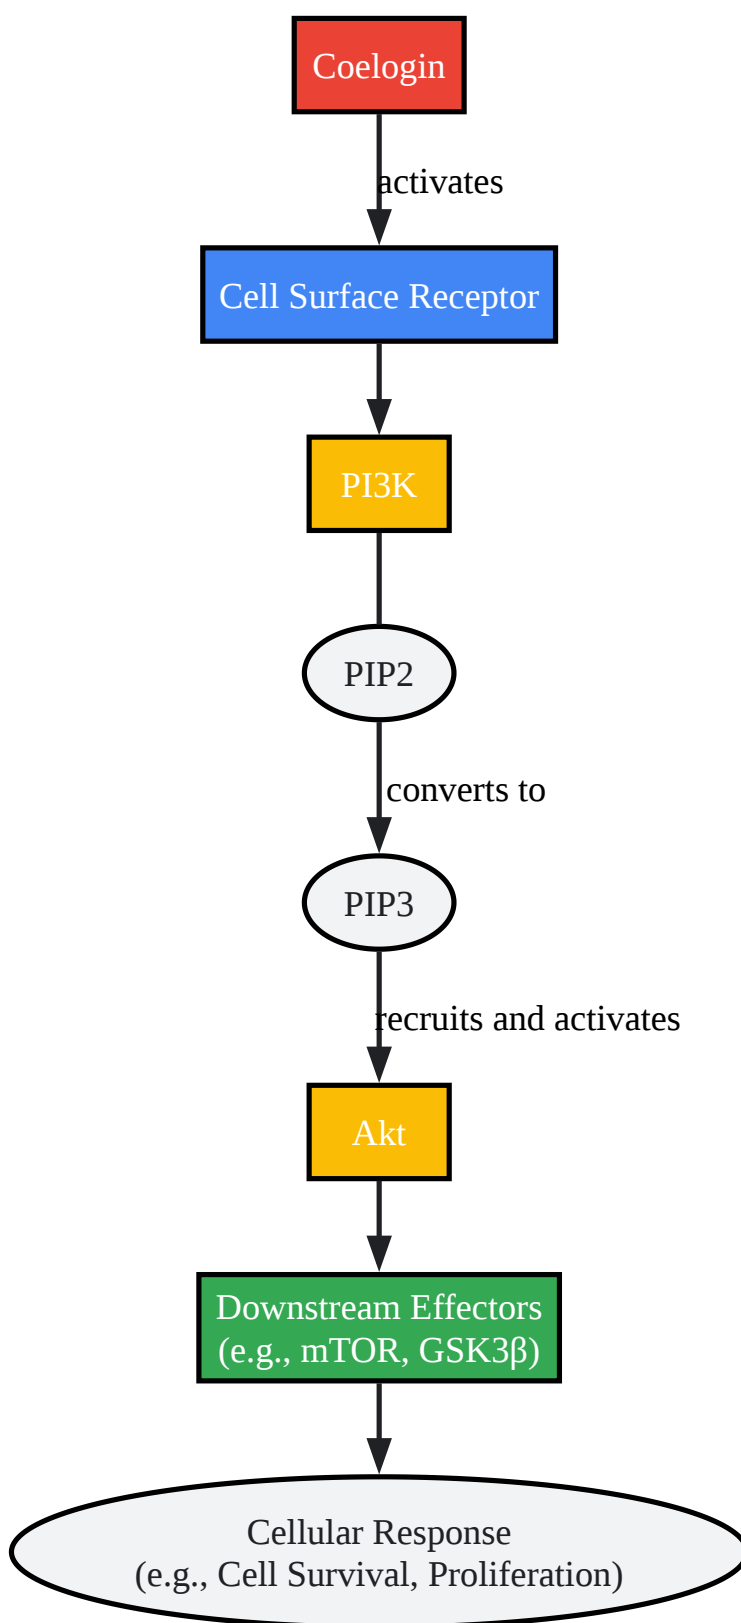 Coelogin
activates
Cell Surface Receptor
PI3K
PIP2
converts to
PIP3
recruits and activates
Akt
Downstream Effectors
(e.g., mTOR, GSK3β)
Cellular Response
(e.g., Cell Survival, Proliferation)